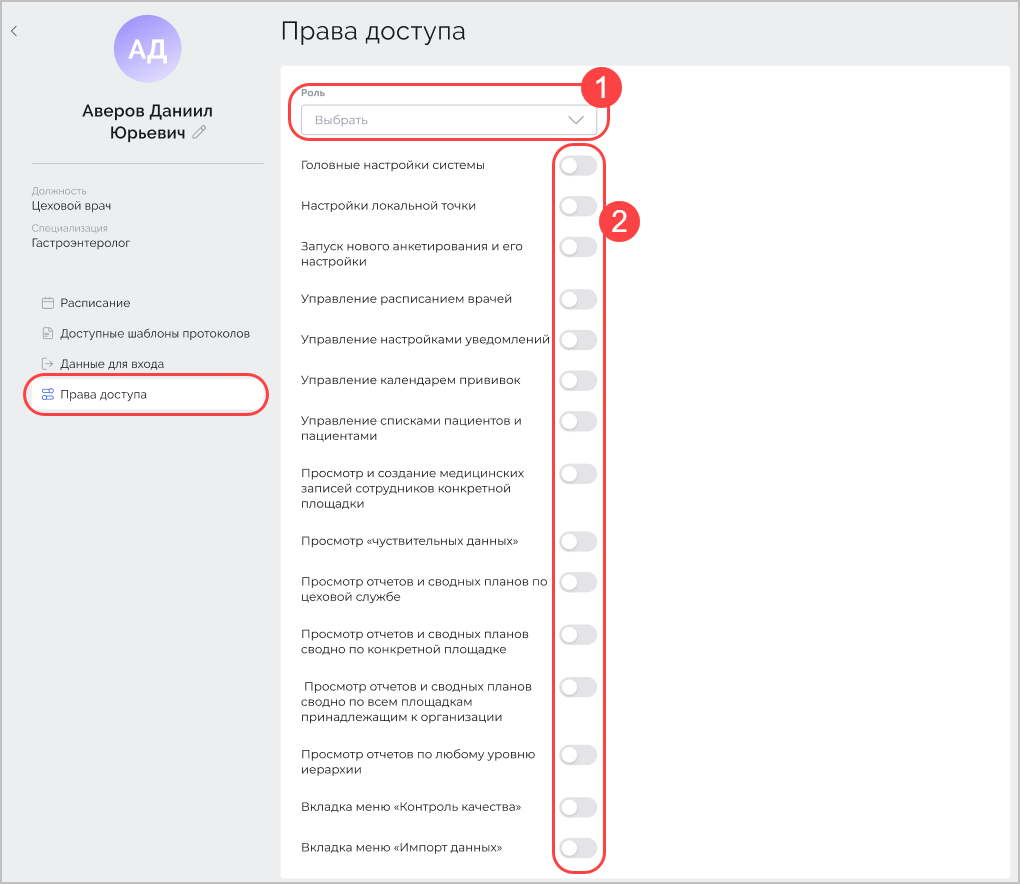 АД
Аверов Даниил
Юрьевич
Должность
Цеховой врач
Специализация
Гастроэнтеролог
Расписание
Доступные шаблоны протоколов
Данные для входа
Права доступа
Права доступа
Роль
1
Выбрать
2
Головные настройки системы
Настройки локальной точки
Запуск нового анкетирования и его
настройки
Управление расписанием врачей
Управление настройками уведомлений
Управление календарем прививок
Управление списками пациентов и
пациентами
Просмотр и создание медицинских
записей сотрудников конкретной
площадки
Просмотр «чуствительных данных»
Просмотр отчетов и сводных планов по
цеховой службе
Просмотр отчетов и сводных планов
сводно по конкретной площадке
Просмотр отчетов и сводных планов
сводно по всем площадкам
принадлежащим к организации
Просмотр отчетов по любому уровню
иерархии
Вкладка меню «Контроль качества»
Вкладка меню «Импорт данных»